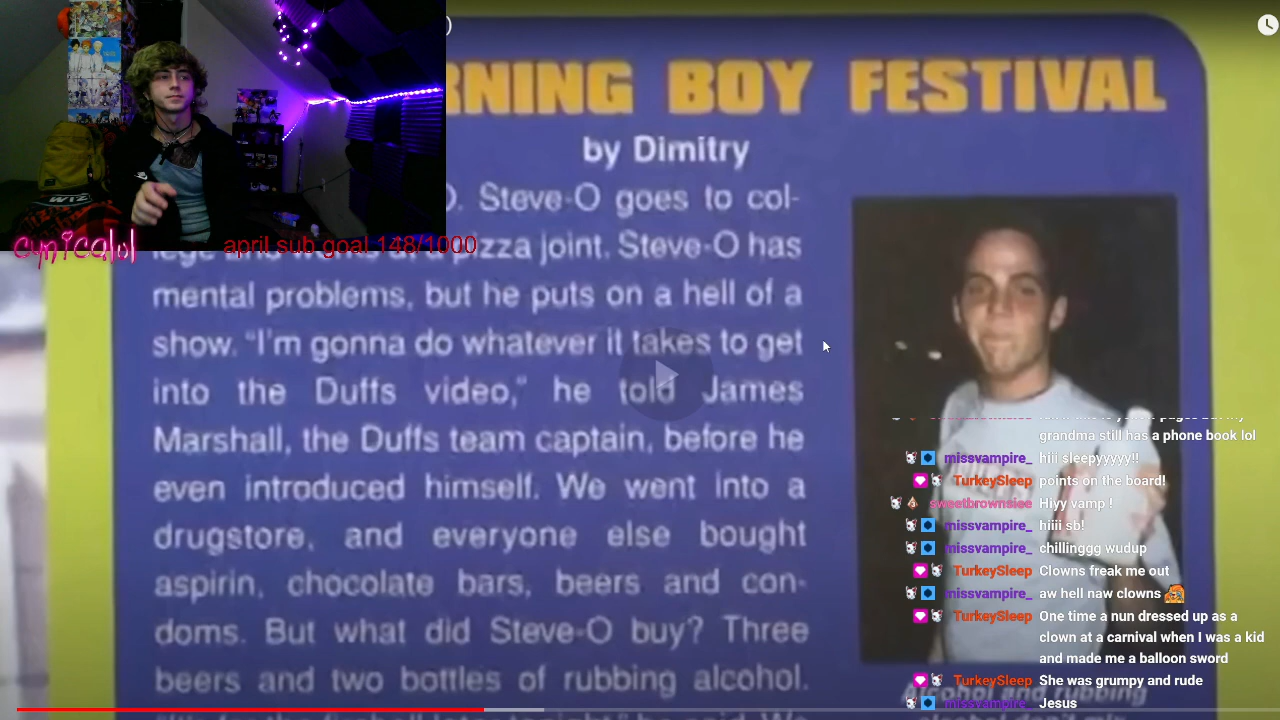 )
RNING BOY FESTIVAL
by Dimitry
O. Steve-O goes to col-
pizza joint. Steve-O has
mental problems, but he puts on a hell of a
show. “I'm gonna do whatever it takes to get
into the Duffs video,” he told James
Marshall, the Duffs team captain, before he
even introduced himself. We went into a
drugstore, and everyone else bought
aspirin, chocolate bars, beers and con-
doms. But what did Steve-O buy? Three
beers and two bottles of rubbing alcohol.
WIZ
cynicalol
april sub goal 148/1000
grandma still has a phone book lol
missvampire_ hiii sleepyyyyy!!
TurkeySleep points on the board!
sweetbrownsiee Hiyy vamp !
missvampire_ hiiii sb!
missvampire_ chillinggg wudup
TurkeySleep Clowns freak me out
missvampire_ aw hell naw clowns
TurkeySleep One time a nun dressed up as a
clown at a carnival when I was a kid
and made me a balloon sword
TurkeySleep She was grumpy and rude
missvampire_ Jesus